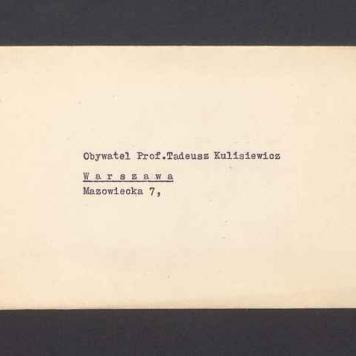 Obywatel Prof.Tadeusz Kulisiewicz
W a r s z a w a
Mazowiecka 7,